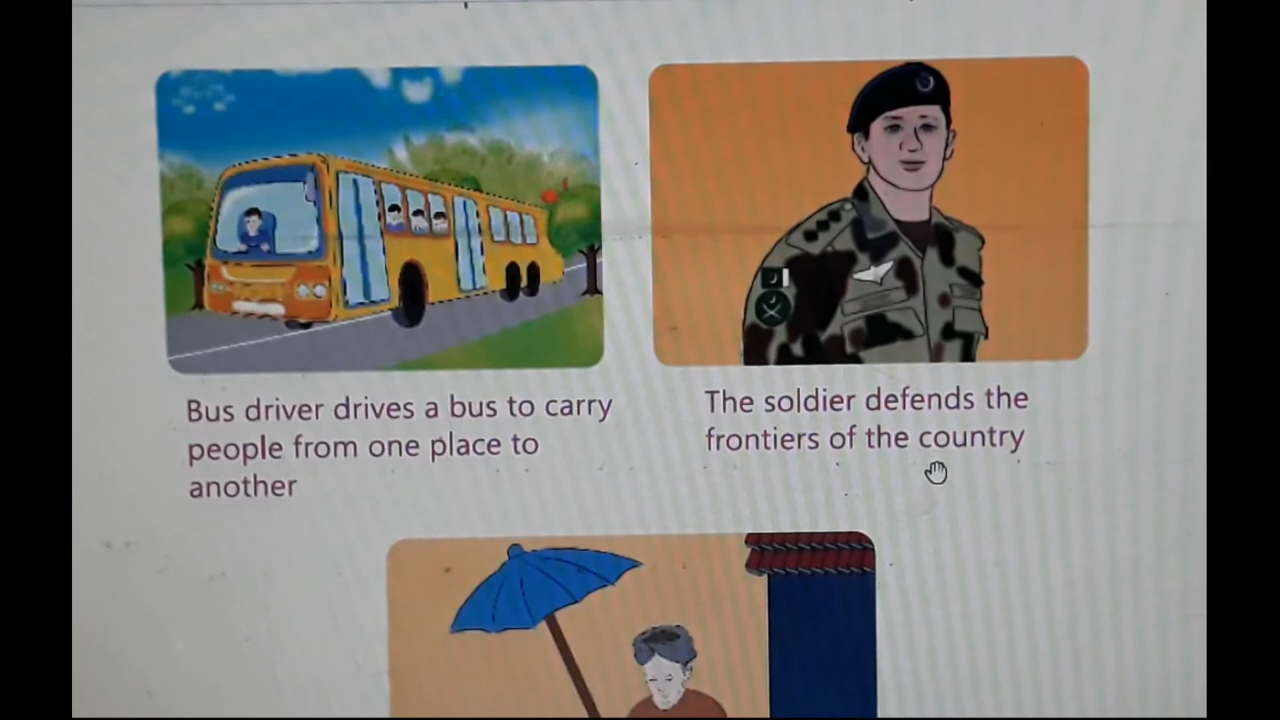 Bus driver drives a bus to carry
people from one place to
another
The soldier defends the
frontiers of the country